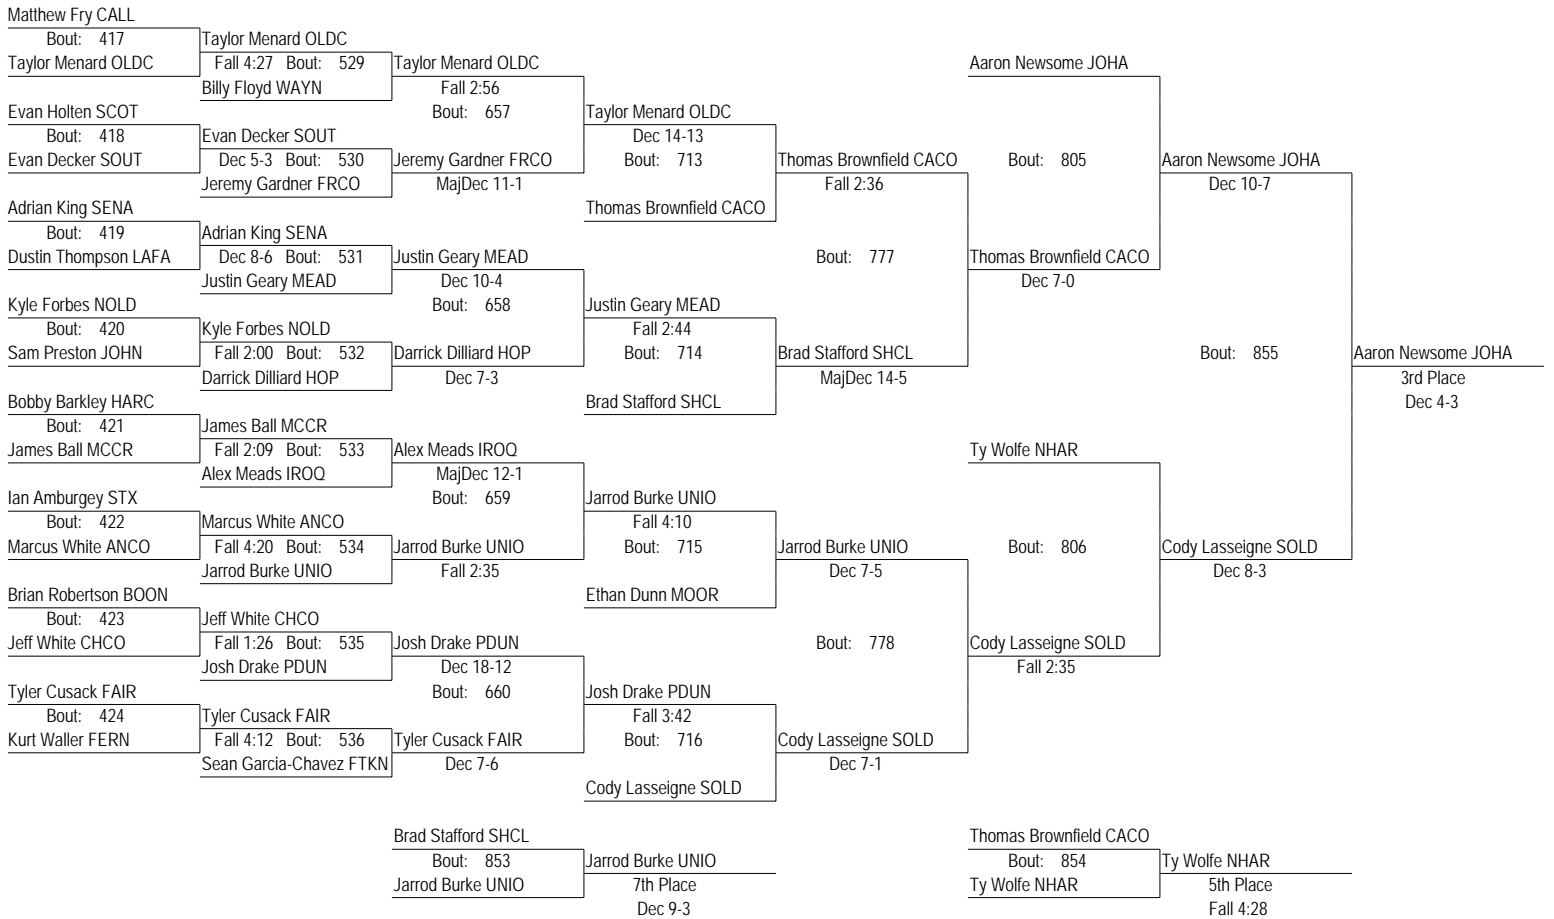 Matthew Fry CALL
Bout: 417
Taylor Menard OLDC
Taylor Menard OLDC
Fall 4:27 Bout: 529
Taylor Menard OLDC
Aaron Newsome JOHA
Billy Floyd WAYN
Fall 2:56
Evan Holten SCOT
Bout: 657
Taylor Menard OLDC
Bout: 418
Evan Decker SOUT
Dec 14-13
Evan Decker SOUT
Dec 5-3 Bout: 530
Jeremy Gardner FRCO
Bout: 713
Thomas Brownfield CACO
Bout: 805
Aaron Newsome JOHA
Jeremy Gardner FRCO
MajDec 11-1
Fall 2:36
Dec 10-7
Adrian King SENA
Thomas Brownfield CACO
Bout: 419
Adrian King SENA
Dustin Thompson LAFA
Dec 8-6 Bout: 531
Justin Geary MEAD
Bout: 777
Thomas Brownfield CACO
Justin Geary MEAD
Dec 10-4
Dec 7-0
Kyle Forbes NOLD
Bout: 658
Justin Geary MEAD
Bout: 420
Kyle Forbes NOLD
Fall 2:44
Sam Preston JOHN
Fall 2:00 Bout: 532
Darrick Dilliard HOP
Bout: 714
Brad Stafford SHCL
Bout: 855
Aaron Newsome JOHA
Darrick Dilliard HOP
Dec 7-3
MajDec 14-5
3rd Place
Bobby Barkley HARC
Brad Stafford SHCL
Dec 4-3
Bout: 421
James Ball MCCR
James Ball MCCR
Fall 2:09 Bout: 533
Alex Meads IROQ
Ty Wolfe NHAR
Alex Meads IROQ
MajDec 12-1
Ian Amburgey STX
Bout: 659
Jarrod Burke UNIO
Bout: 422
Marcus White ANCO
Fall 4:10
Marcus White ANCO
Fall 4:20 Bout: 534
Jarrod Burke UNIO
Bout: 715
Jarrod Burke UNIO
Bout: 806
Cody Lasseigne SOLD
Jarrod Burke UNIO
Fall 2:35
Dec 7-5
Dec 8-3
Brian Robertson BOON
Ethan Dunn MOOR
Bout: 423
Jeff White CHCO
Jeff White CHCO
Fall 1:26 Bout: 535
Josh Drake PDUN
Bout: 778
Cody Lasseigne SOLD
Josh Drake PDUN
Dec 18-12
Fall 2:35
Tyler Cusack FAIR
Bout: 660
Josh Drake PDUN
Bout: 424
Tyler Cusack FAIR
Fall 3:42
Kurt Waller FERN
Fall 4:12 Bout: 536
Tyler Cusack FAIR
Bout: 716
Cody Lasseigne SOLD
Sean Garcia-Chavez FTKN
Dec 7-6
Dec 7-1
Cody Lasseigne SOLD
Brad Stafford SHCL
Thomas Brownfield CACO
Bout: 853
Jarrod Burke UNIO
Bout: 854
Ty Wolfe NHAR
Jarrod Burke UNIO
7th Place
Ty Wolfe NHAR
5th Place
Dec 9-3
Fall 4:28